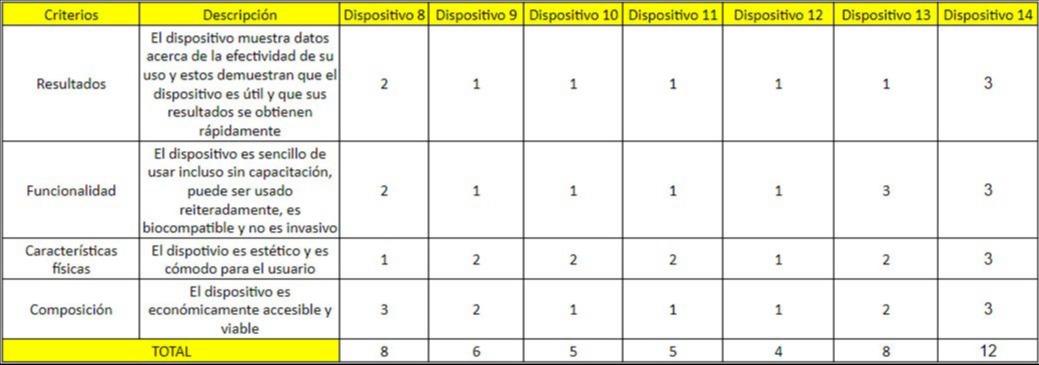 Criterios Descripción Dispositivo 8 Dispositivo 9 Dispositivo 10 Dispositivo 11 Dispositivo 12 Dispositivo 13 Dispositivo 14
El dispositivo muestra datos
acerca de la efectividad de su
uso y estos demuestran que el
Resultados dispositivo es útil y que sus 2 1 1 1 1 1 3
resultados se obtienen
rápidamente
El dispositivo es sencillo de
usar incluso sin capacitación,
Funcionalidad puede ser usado 2 1 1 1 1 3 3
reiteradamente, es
biocompatible y no es invasivo
Características El dispotivio es estético y es 1 2 2 2 1 2 3
físicas cómodo para el usuario
El dispositivo es
Composición económicamente accesible y 3 2 1 1 1 2 3
viable
TOTAL 8 6 5 5 4 8 12